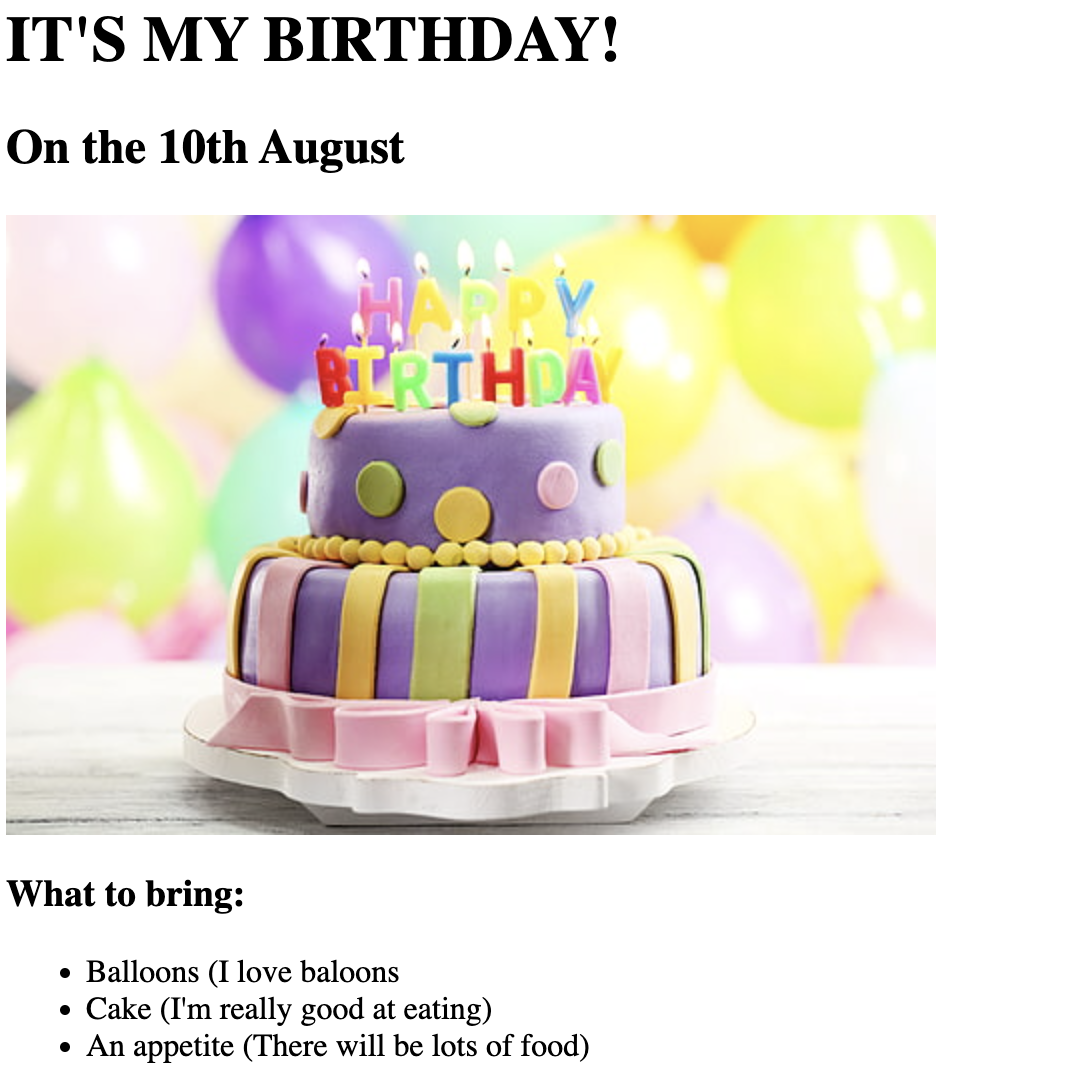 IT'S MY BIRTHDAY!
On the 10th August
HAPPY
BIRTHDAY
What to bring:
Balloons (I love baloons
Cake (I'm really good at eating)
An appetite (There will be lots of food)